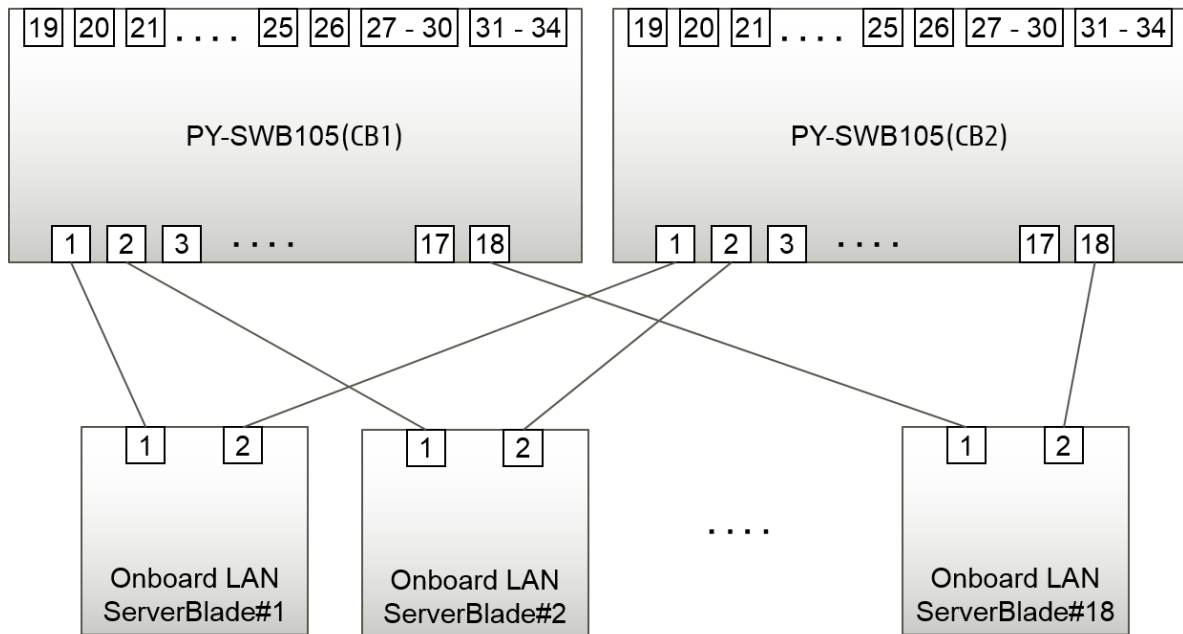 19 20 21 . . . . 25 26 27 - 30 31 - 34
PY-SWB105(CB1)
1 2 3 . . . . 17 18
19 20 21 . . . . 25 26 27 - 30 31 - 34
PY-SWB105(CB2)
1 2 3 . . . . 17 18
1 2
Onboard LAN
ServerBlade#1
1 2
Onboard LAN
ServerBlade#2
. . . .
1 2
Onboard LAN
ServerBlade#18